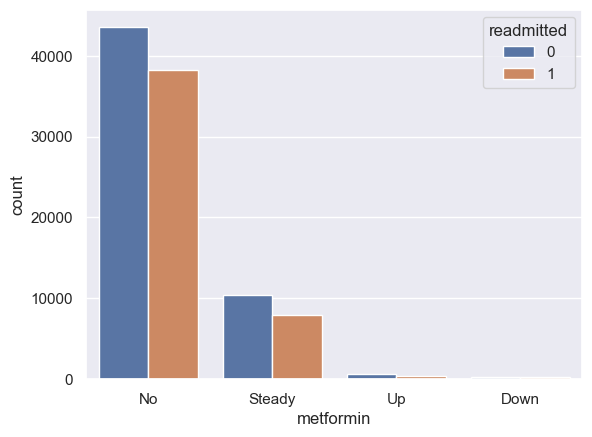 readmitted
0
1
40000
30000
20000
10000
0
count
No Steady Up Down
metformin